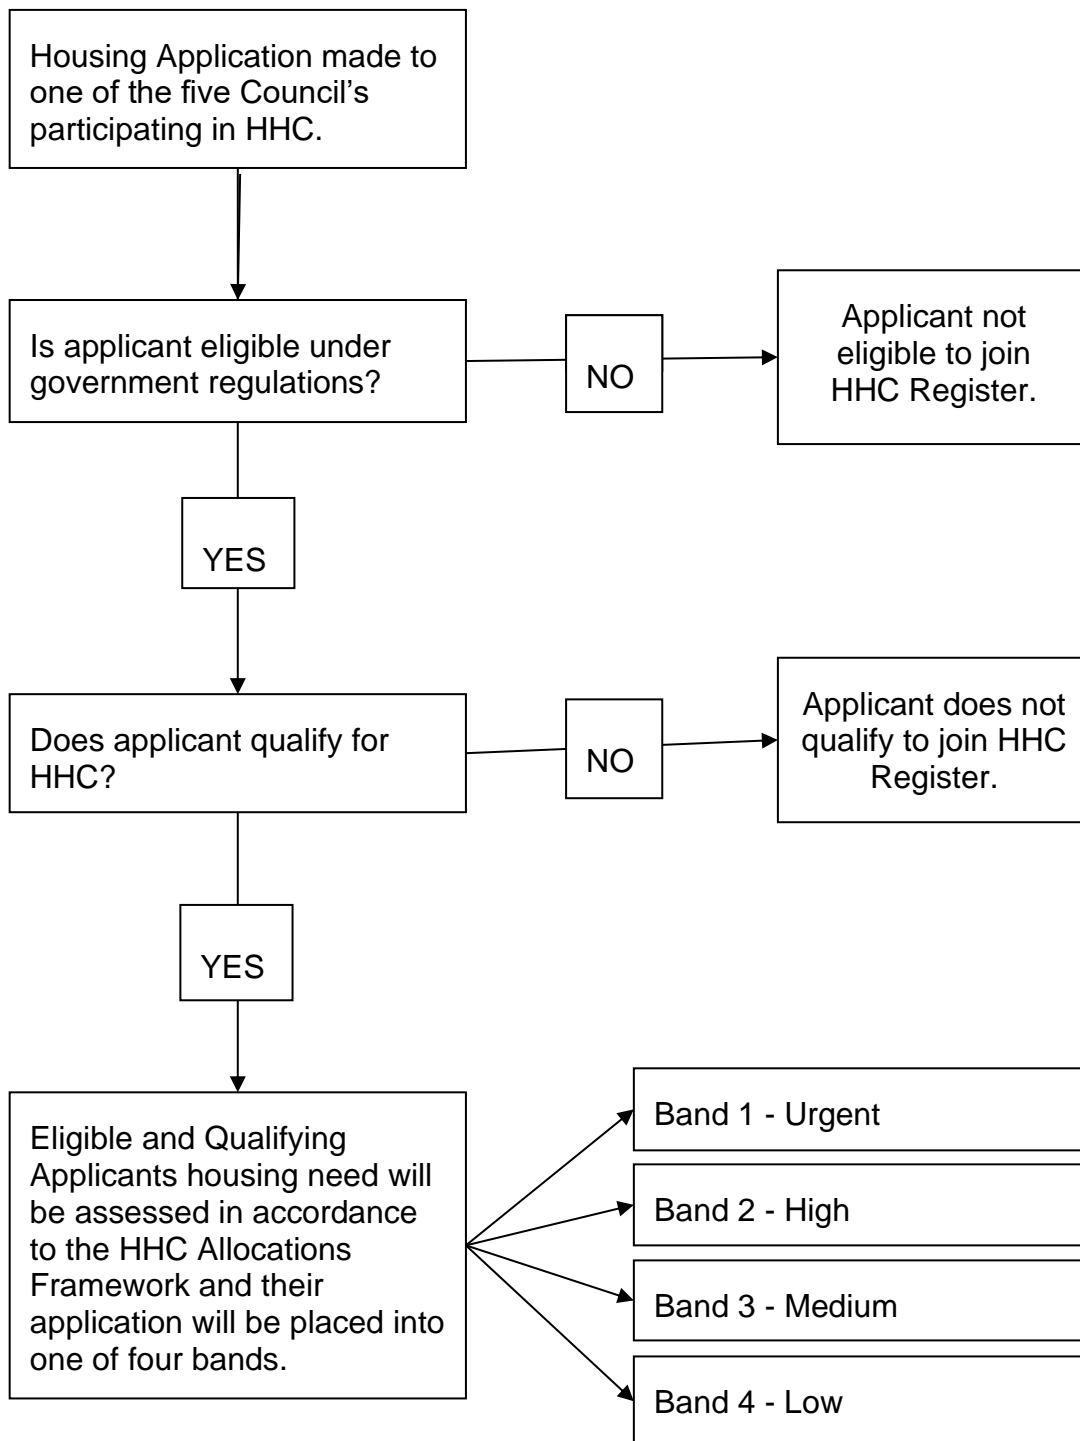 Housing Application made to
one of the five Council’s
participating in HHC.
Is applicant eligible under
government regulations?
NO
Applicant not
eligible to join
HHC Register.
YES
Does applicant qualify for
HHC?
NO
Applicant does not
qualify to join HHC
Register.
YES
Eligible and Qualifying
Applicants housing need will
be assessed in accordance
to the HHC Allocations
Framework and their
application will be placed into
one of four bands.
Band 1 - Urgent
Band 2 - High
Band 3 - Medium
Band 4 - Low